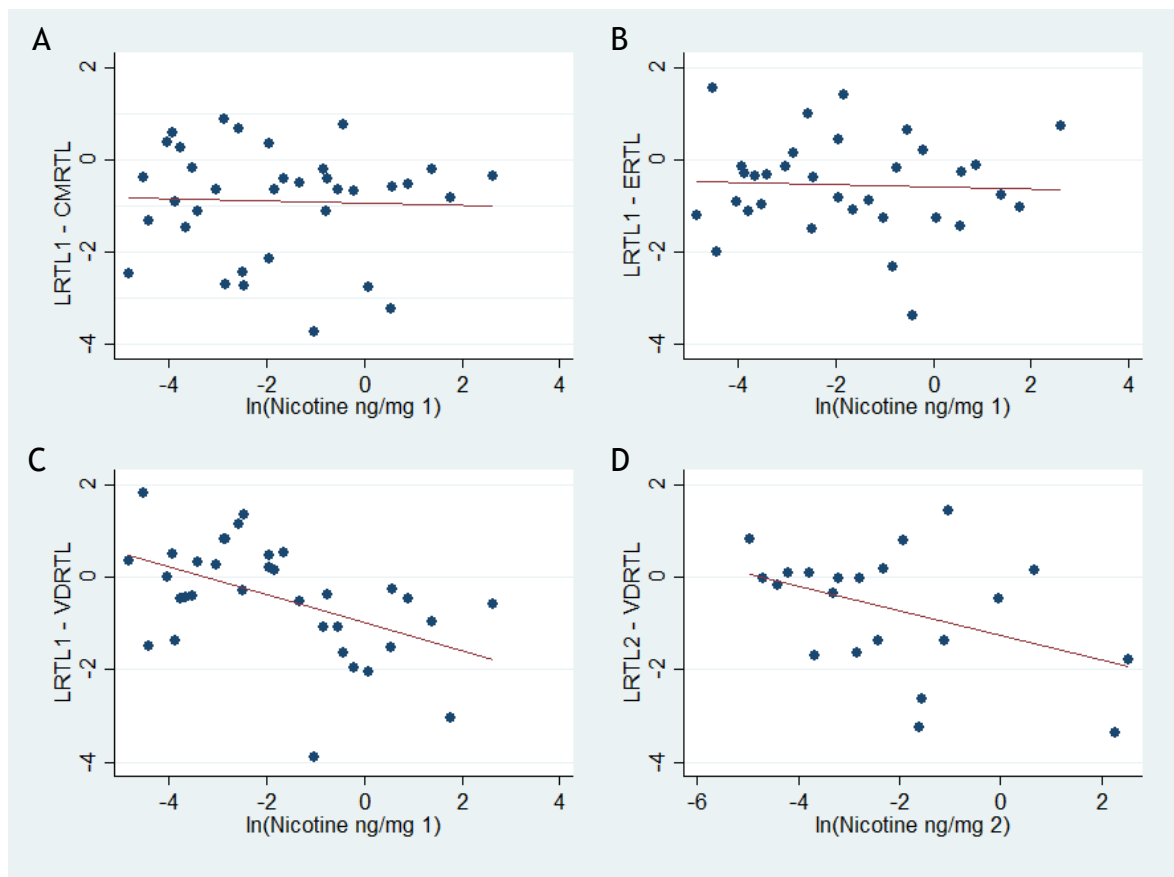 A
LRTL1 - CMRTL
2
0
-2
-4
-4 -2 0 2 4
ln(Nicotine ng/mg 1)
B
LRTL1 - ERTL
2
0
-2
-4
-4 -2 0 2 4
ln(Nicotine ng/mg 1)
C
LRTL1 - VDRTL
2
0
-2
-4
-4 -2 0 2 4
ln(Nicotine ng/mg 1)
D
LRTL2 - VDRTL
2
0
-2
-4
-6 -4 -2 0 2
ln(Nicotine ng/mg 2)